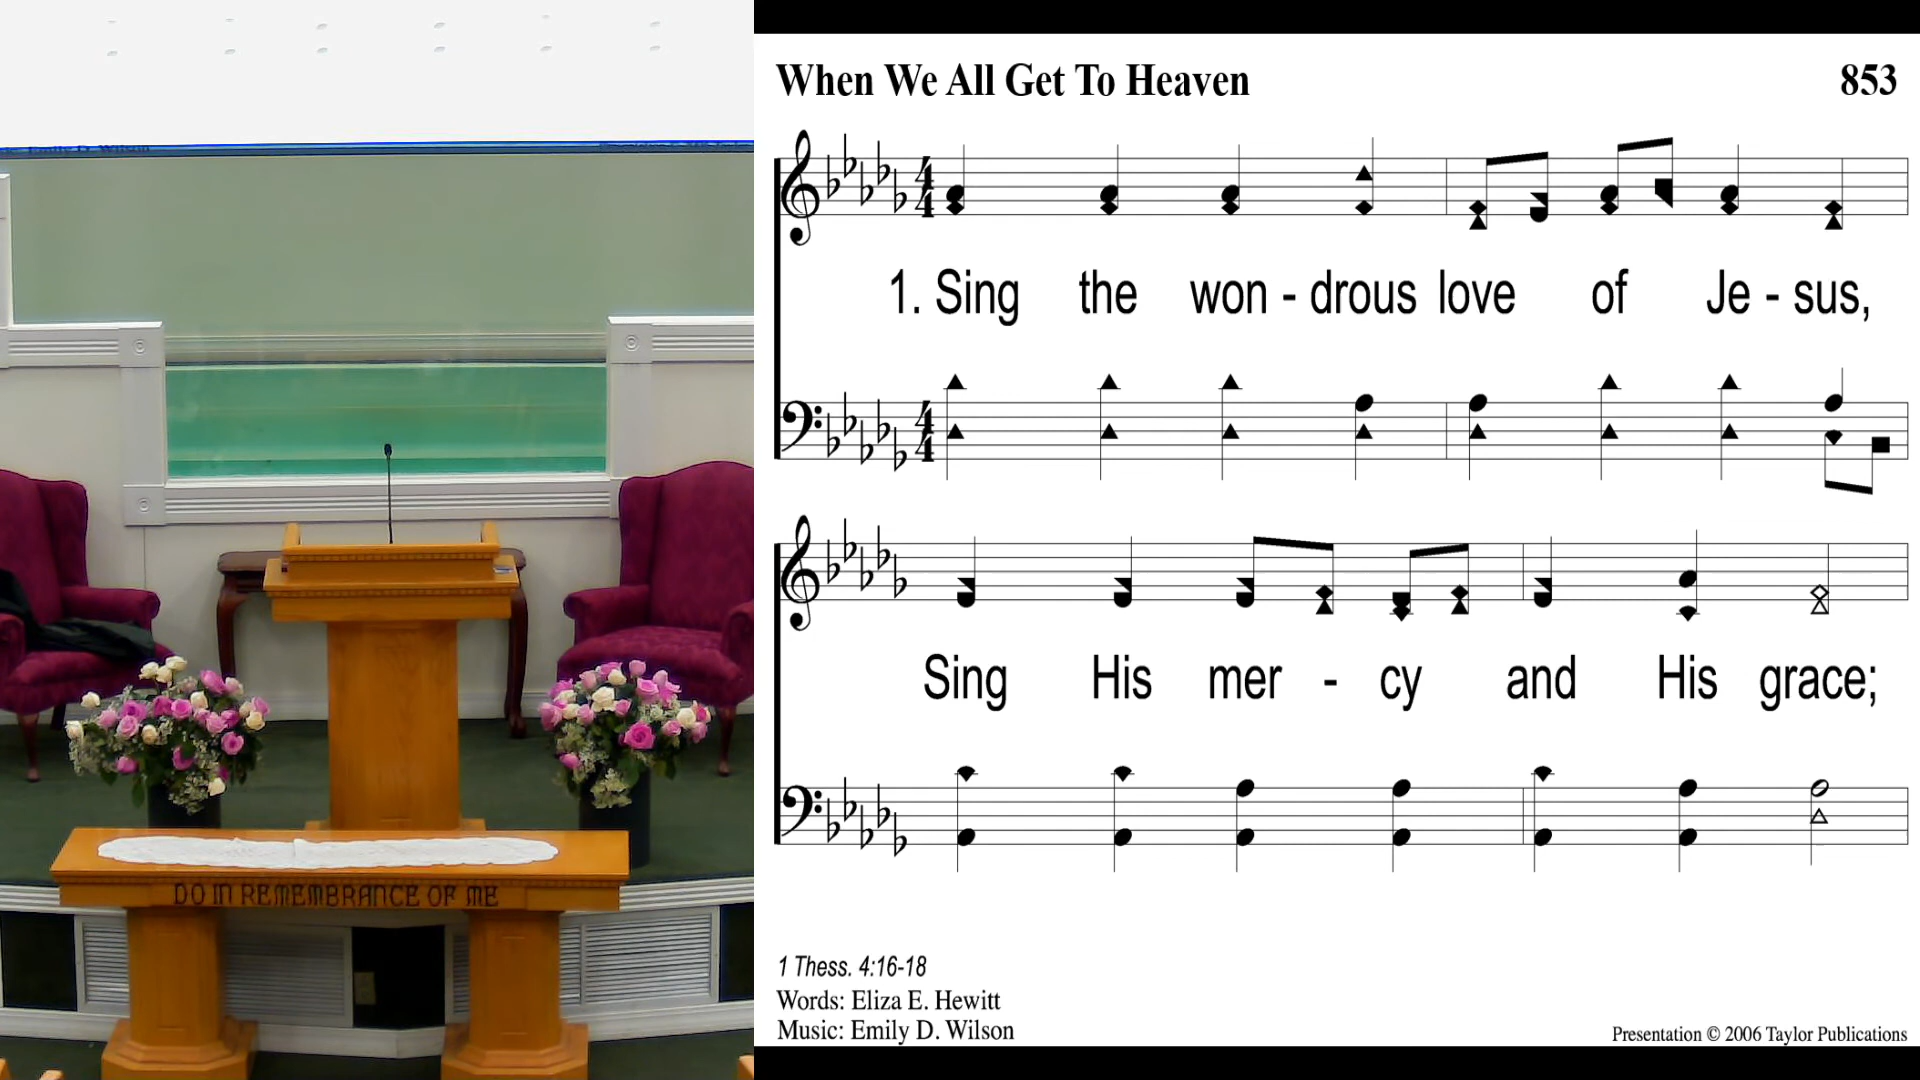 Emily D. Wilson
DO IN REMEMBRANCE OF ME
When We All Get To Heaven
853
1. Sing the won - drous love of Je - sus,
Sing His mer - cy and His grace;
1 Thess. 4:16-18
Words: Eliza E. Hewitt
Music: Emily D. Wilson
Presentation © 2006 Taylor Publications